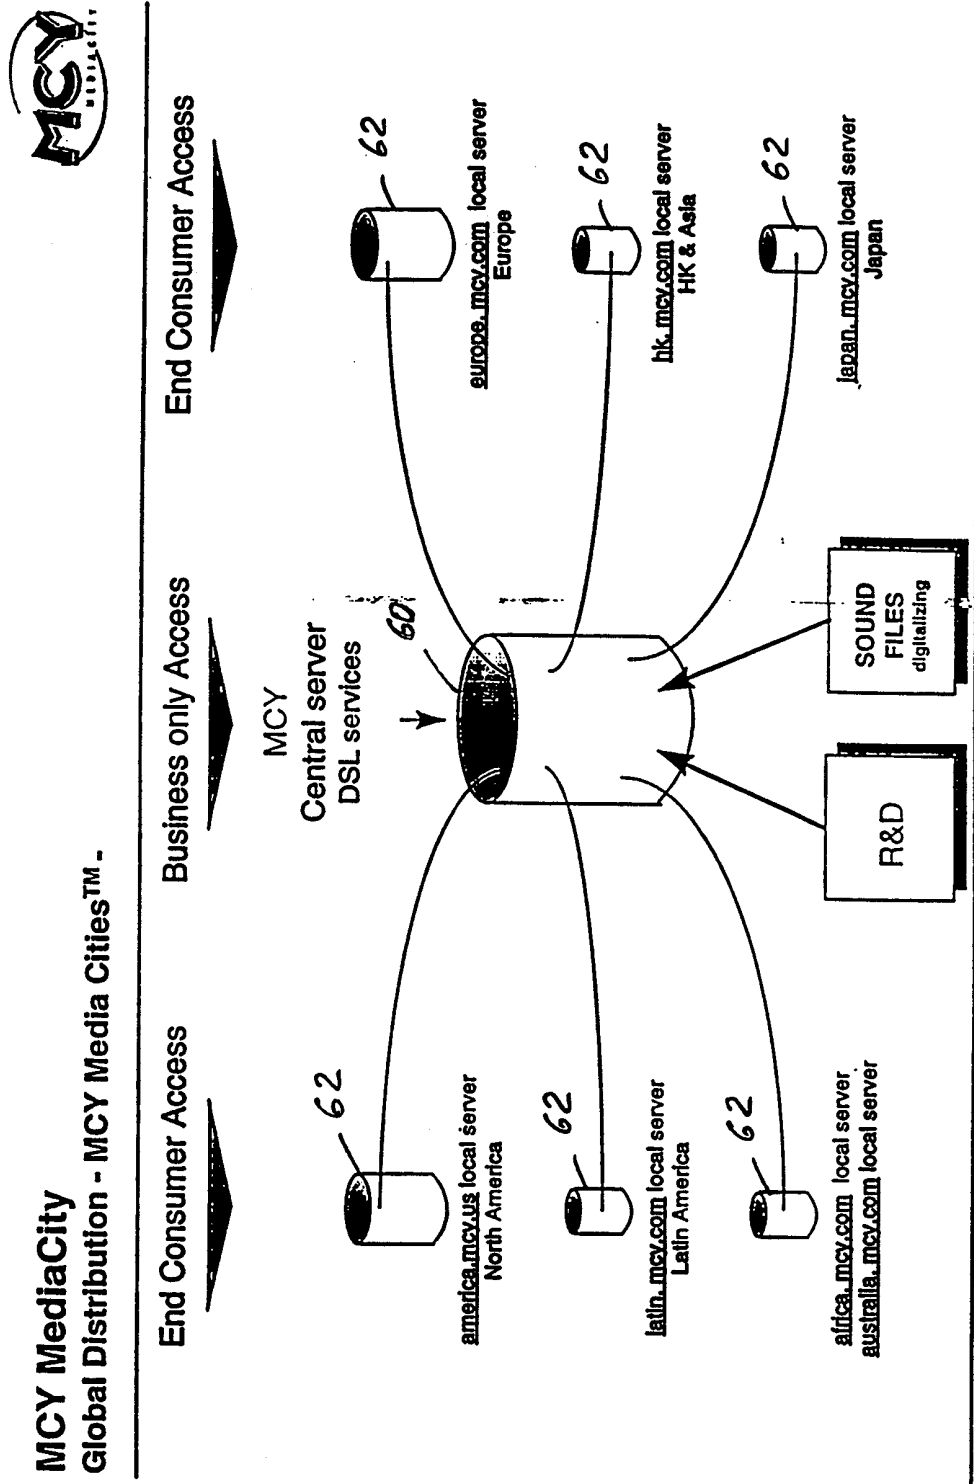 MCY MediaCity
Global Distribution - MCY Media Cities™ -
MCY
MEDIACITY
End Consumer Access
Business only Access
End Consumer Access
MCY
Central server
DSL services
60
62
america.mcy.us local server
North America
62
latin.mcy.com local server
Latin America
62
africa.mcy.com local server
australia.mcy.com local server
62
europe.mcy.com local server
Europe
62
hk.mcy.com local server
HK & Asia
62
japan.mcy.com local server
Japan
R&D
SOUND
FILES
digitalizing